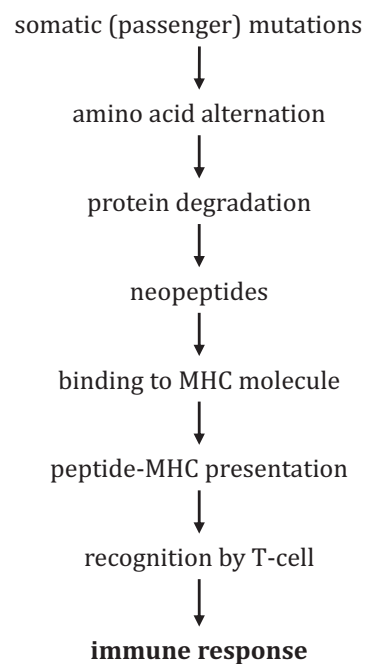 somatic (passenger) mutations
amino acid alternation
protein degradation
neopeptides
binding to MHC molecule
peptide-MHC presentation
recognition by T-cell
immune response